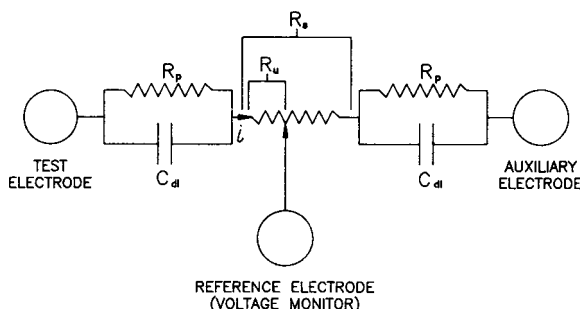 Rs
Rp
Ru
Rp
i
Cdl
Cdl
TEST
ELECTRODE
AUXILIARY
ELECTRODE
REFERENCE ELECTRODE
(VOLTAGE MONITOR)